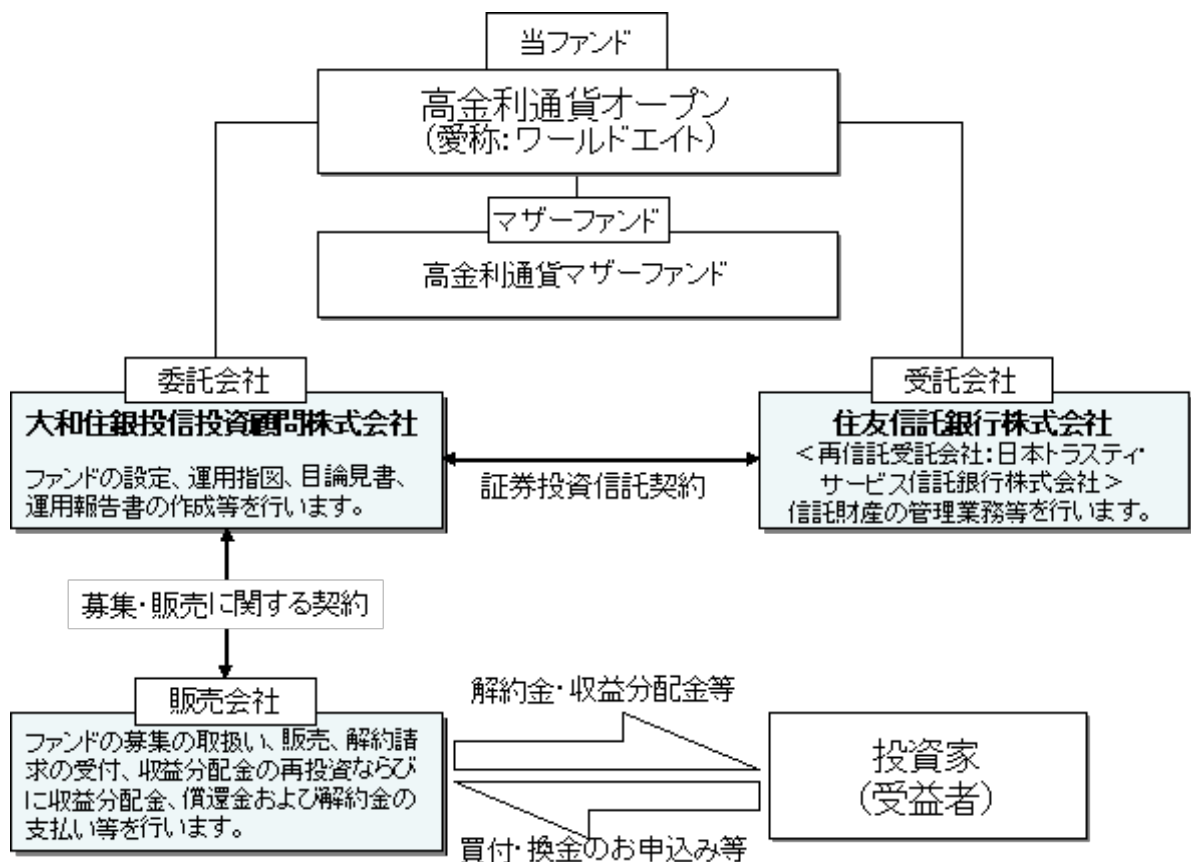 当ファンド
高金利通貨オープン
(愛称:ワールドエイト)
マザーファンド
高金利通貨マザーファンド
委託会社
大和住銀投信投資顧問株式会社
ファンドの設定、運用指図、目論見書、
運用報告書の作成等を行います。
証券投資信託契約
受託会社
住友信託銀行株式会社
<再信託受託会社:日本トラスティ・
サービス信託銀行株式会社>
信託財産の管理業務等を行います。
募集・販売に関する契約
販売会社
ファンドの募集の取扱い、販売、解約請
求の受付、収益分配金の再投資ならび
に収益分配金、償還金および解約金の
支払い等を行います。
解約金・収益分配金等
買付・換金のお申込み等
投資家
(受益者)